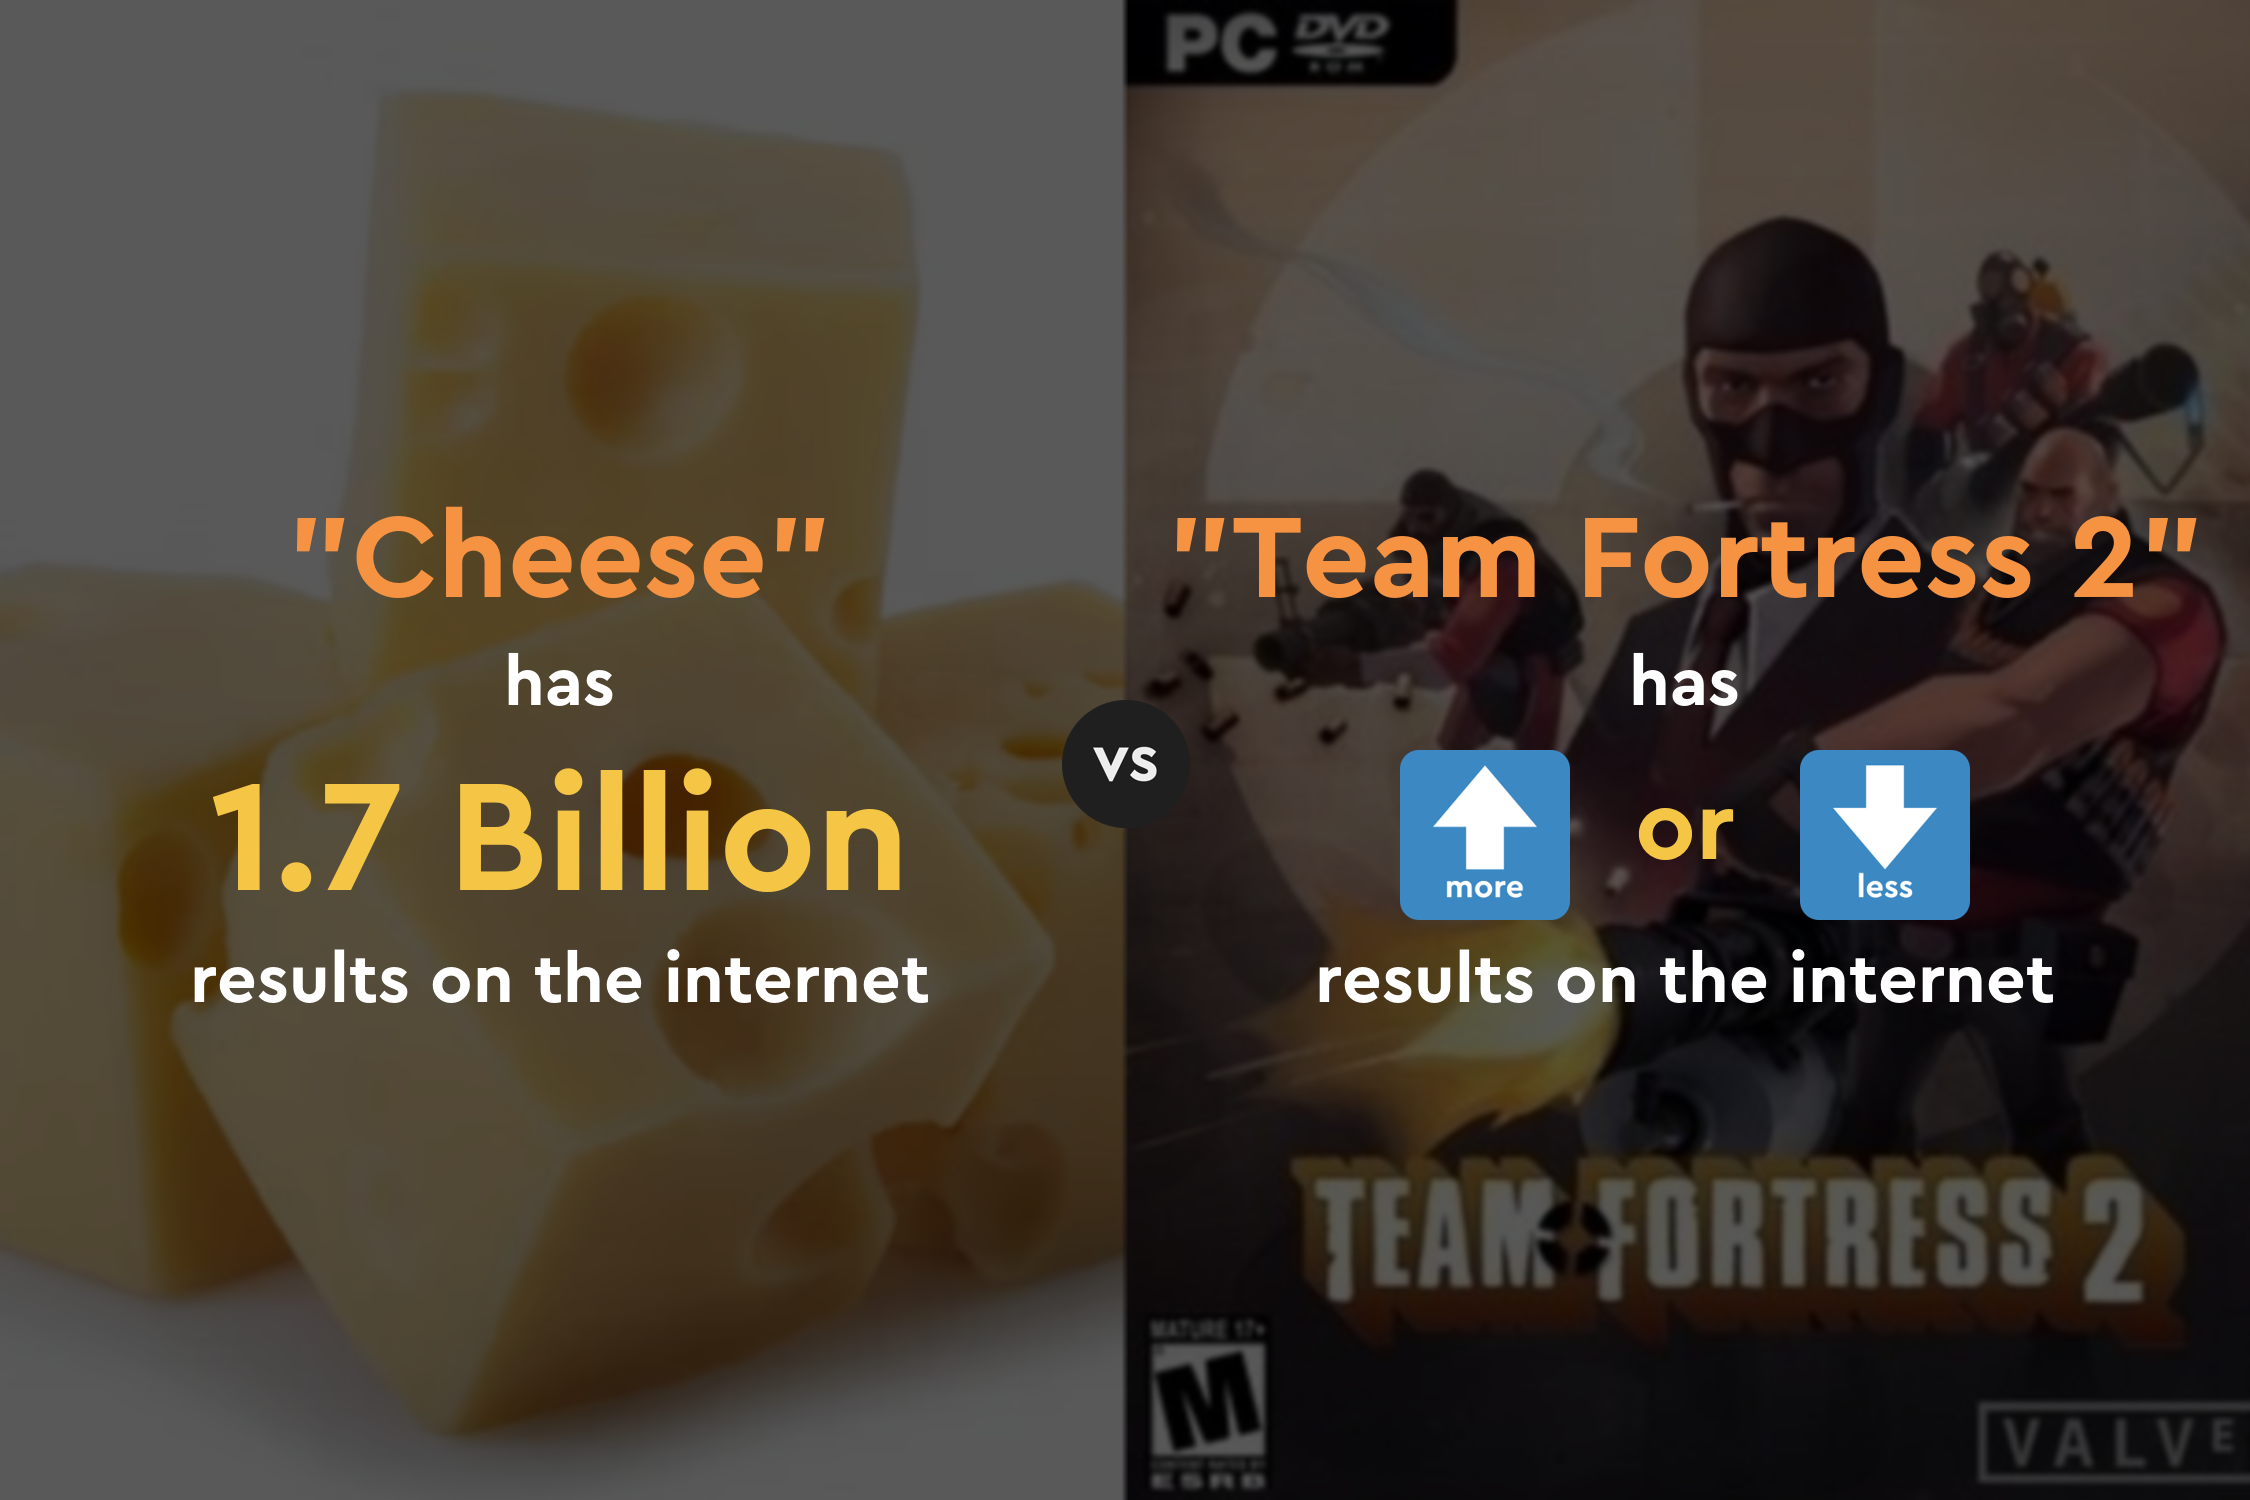 "Cheese"
has
1.7 Billion
results on the internet
vs
PC DVD
ROM
"Team Fortress 2"
has
more
or
less
results on the internet
TEAM FORTRESS 2
MATURE 17+
M
ESRB
VALVE